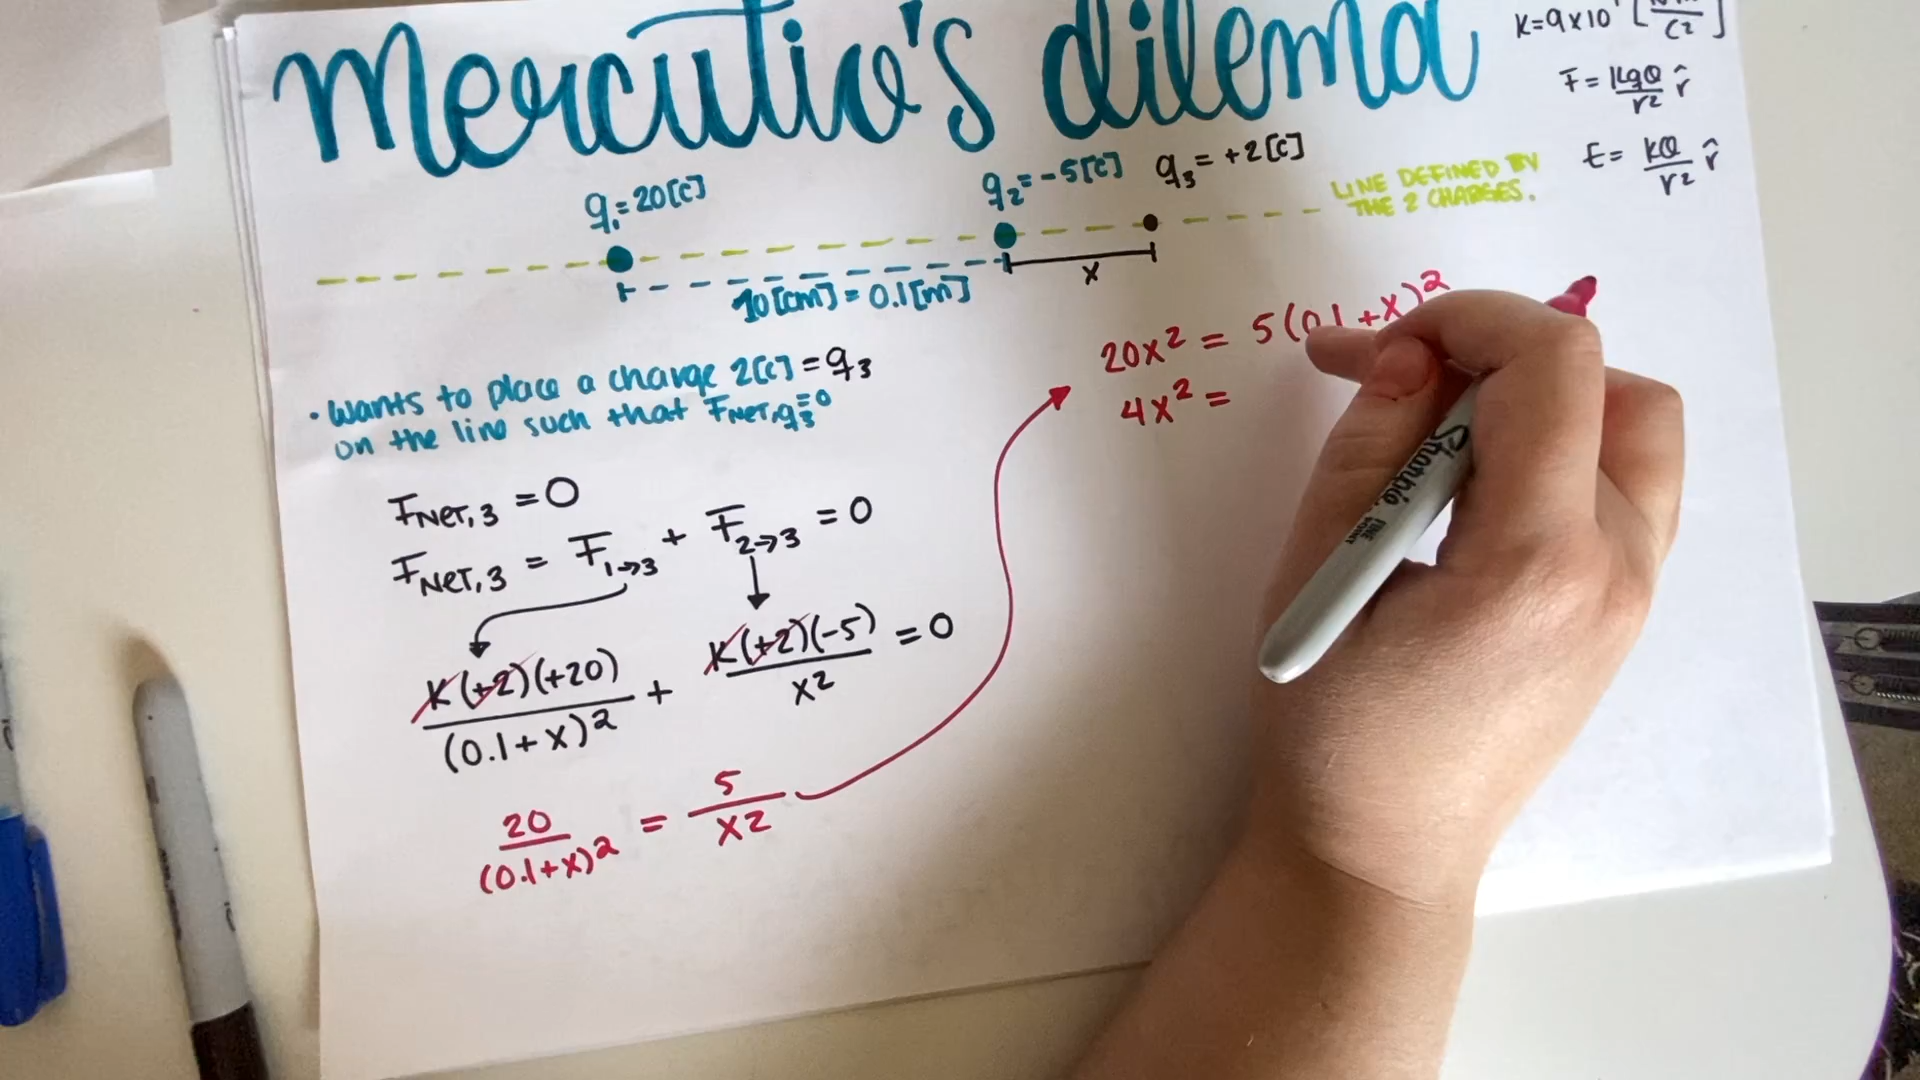 Mercutio's dilema
K=9x10
F = KqQ/r² r̂
E = KQ/r² r̂
q₁=20[C]
q₂=-5[C]
q₃=+2[C]
LINE DEFINED BY
THE 2 CHARGES.
10[cm]=0.1[m]
x
• Wants to place a charge 2[C]=q₃
on the line such that F_NET,q₃=0
F_NET,3 = 0
F_NET,3 = F_1→3 + F_2→3 = 0
K(+2)(+20)/(0.1+x)² + K(+2)(-5)/x² = 0
20/(0.1+x)² = 5/x²
20x² = 5(0.1+x)²
4x² =
Sharpie
FINE